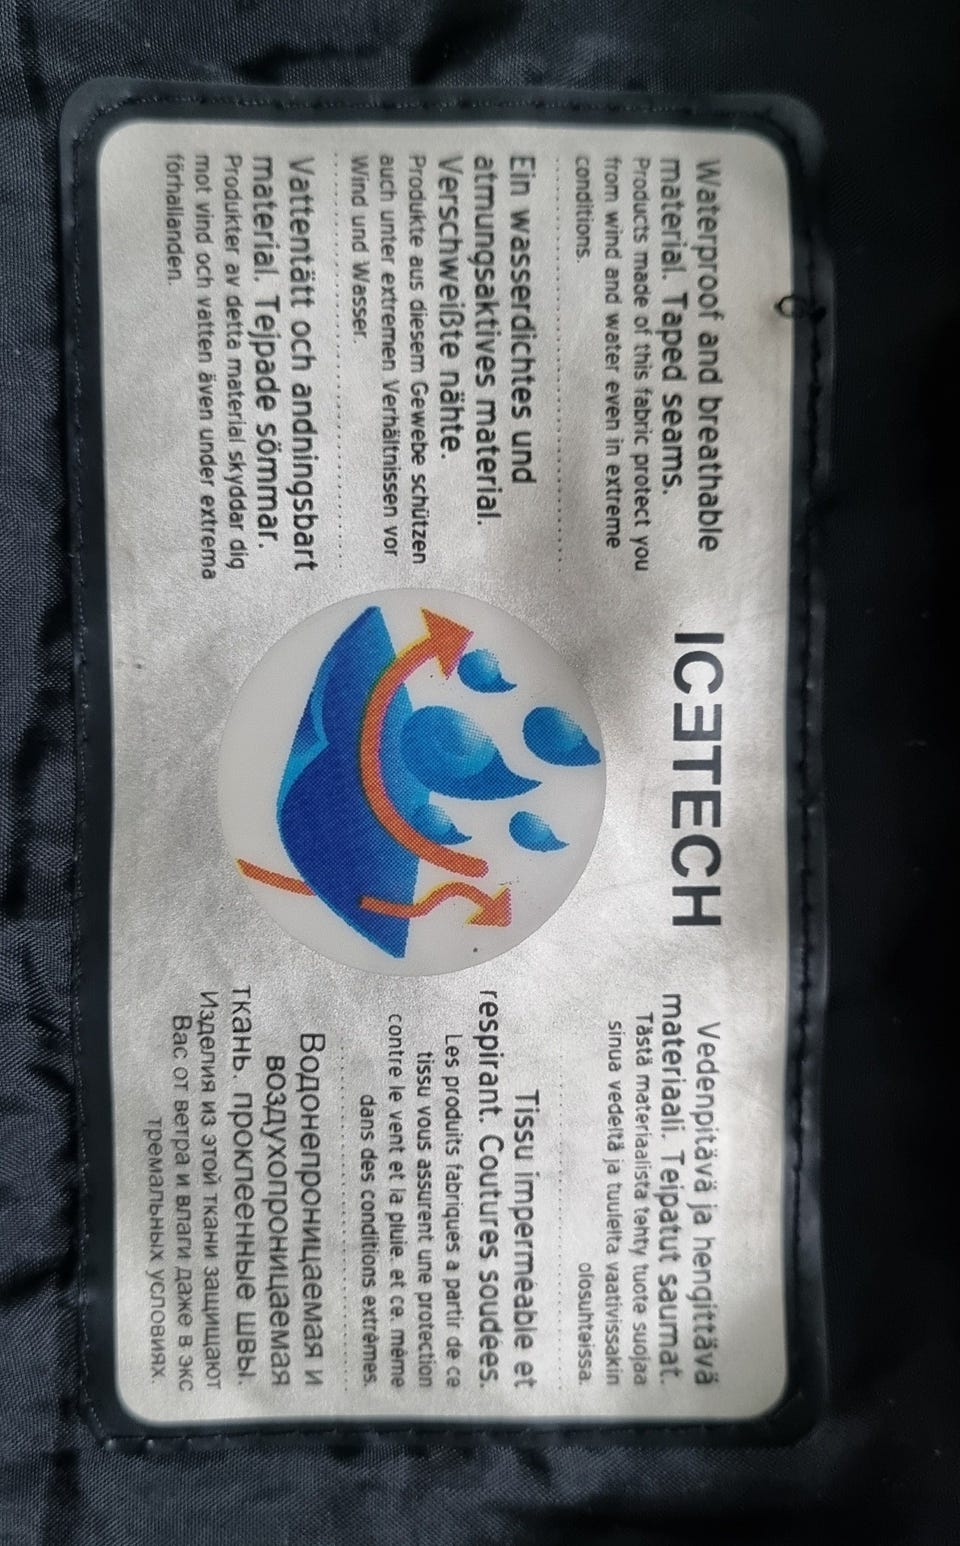 Waterproof and breathable
material. Taped seams.
Products made of this fabric protect you
from wind and water even in extreme
conditions.
Ein wasserdichtes und
atmungsaktives material.
Verschweißte nähte.
Produkte aus diesem Gewebe schützen
auch unter extremen Verhältnissen vor
Wind und Wasser.
Vattentätt och andningsbart
material. Tejpade sömmar.
Produkter av detta material skyddar dig
mot vind och vatten även under extrema
förhallanden.
ICETECH
Vedenpitävä ja hengittävä
materiaali. Teipatut saumat.
Tästä materiaalista tehty tuote suojaa
sinua vedeltä ja tuulelta vaativissakin
olosuhteissa.
Tissu imperméable et
respirant. Coutures soudées.
Les produits fabriques a partir de ce
tissu vous assurent une protection
contre le vent et la pluie. et ce. même
dans des conditions extrêmes.
Водонепроницаемая и
воздухопроницаемая
ткань. проклеенные швы.
Изделия из этой ткани защищают
Вас от ветра и влаги даже в экс
тремальных условиях.